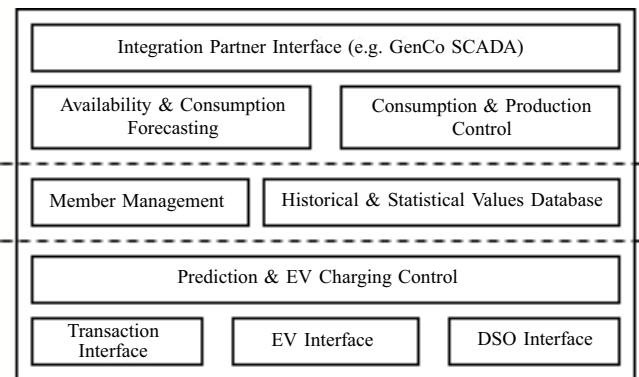 Integration Partner Interface (e.g. GenCo SCADA)
Availability & Consumption
Forecasting
Consumption & Production
Control
Member Management
Historical & Statistical Values Database
Prediction & EV Charging Control
Transaction
Interface
EV Interface
DSO Interface